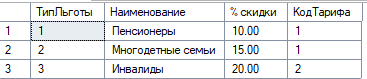 ТипЛьготы Наименование % скидки КодТарифа
1 1 Пенсионеры 10.00 1
2 2 Многодетные семьи 15.00 1
3 3 Инвалиды 20.00 2